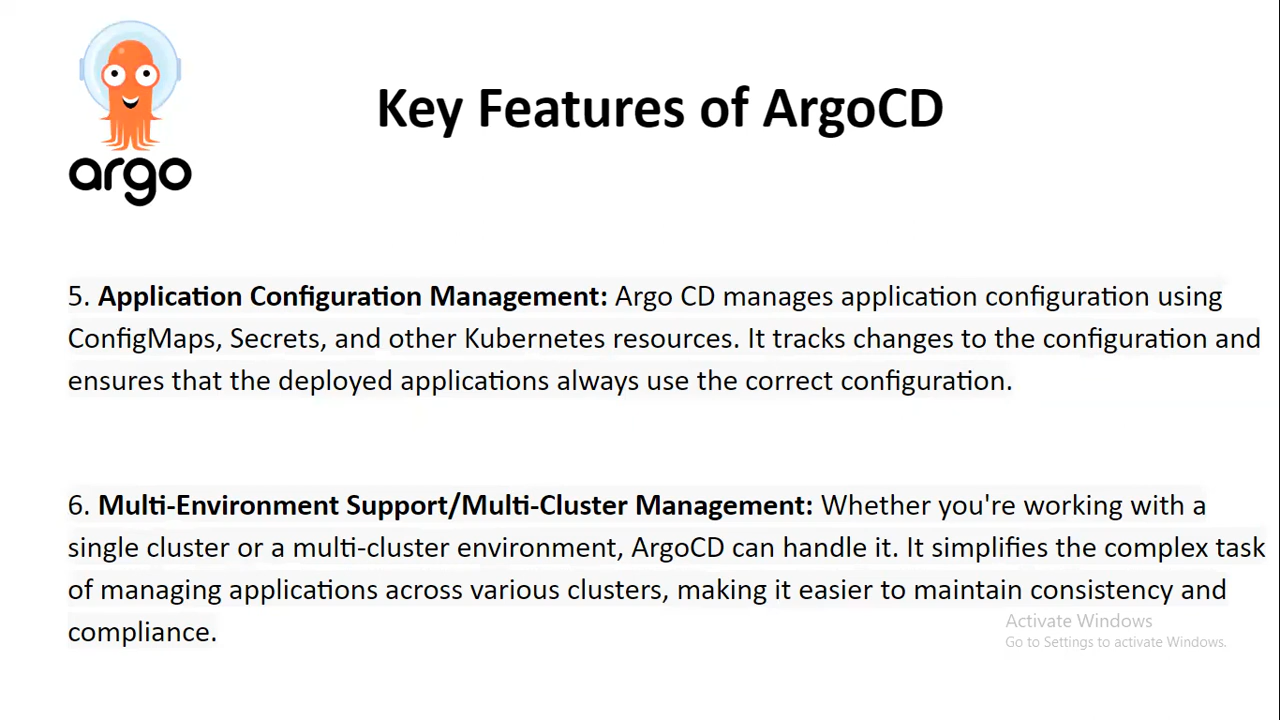 argo
Key Features of ArgoCD
5. Application Configuration Management: Argo CD manages application configuration using
ConfigMaps, Secrets, and other Kubernetes resources. It tracks changes to the configuration and
ensures that the deployed applications always use the correct configuration.
6. Multi-Environment Support/Multi-Cluster Management: Whether you're working with a
single cluster or a multi-cluster environment, ArgoCD can handle it. It simplifies the complex task
of managing applications across various clusters, making it easier to maintain consistency and
compliance.
Activate Windows
Go to Settings to activate Windows.